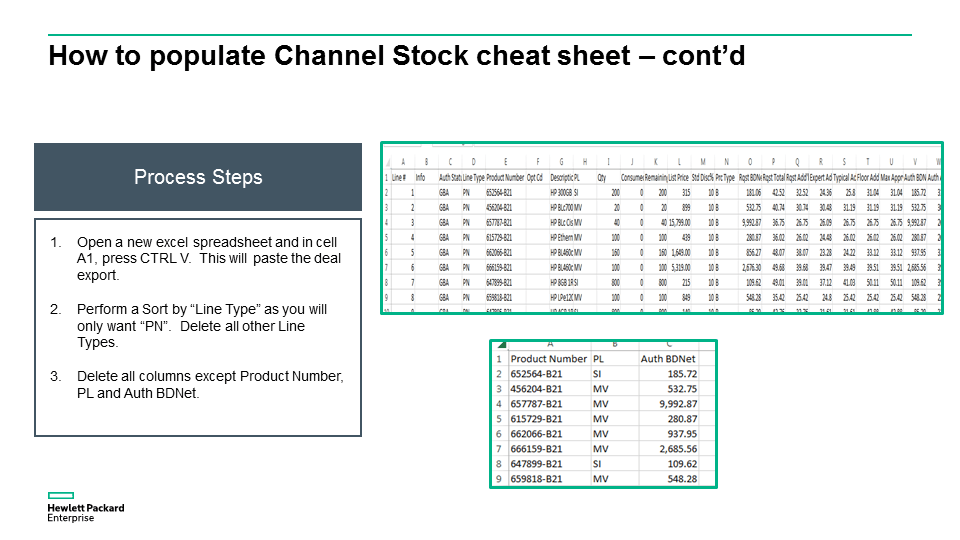 How to populate Channel Stock cheat sheet – cont’d
Process Steps
1. Open a new excel spreadsheet and in cell
A1, press CTRL V. This will paste the deal
export.
2. Perform a Sort by “Line Type” as you will
only want “PN”. Delete all other Line
Types.
3. Delete all columns except Product Number,
PL and Auth BDNet.
A B C D E F G H I J K L M N O P Q R S T U V W
1 Line # Info Auth Stat Line Type Product Number Opt Cd Descriptic PL Qty Consumed Remaining List Price Std Disc% Prc Type Rqst BDNe Rqst Total Rqst Add'l Expert Ad Typical Ac Floor Add Max Appr Auth BDN Auth
2 1 GBA PN 652564-B21 HP 300GB SI 200 0 200 315 10 B 181.06 42.52 32.52 24.36 25.8 31.04 31.04 185.72
3 2 GBA PN 456204-B21 HP BLc700 MV 20 0 20 899 10 B 532.75 40.74 30.74 30.48 31.19 31.19 31.19 532.75
4 3 GBA PN 657787-B21 HP BLc Cis MV 40 0 40 15,799.00 10 B 9,992.87 36.75 26.75 26.09 26.75 26.75 26.75 9,992.87
5 4 GBA PN 615729-B21 HP Ethern MV 100 0 100 439 10 B 280.87 36.02 26.02 24.48 26.02 26.02 26.02 280.87
6 5 GBA PN 662066-B21 HP BL460c MV 160 0 160 1,649.00 10 B 856.27 48.07 38.07 23.28 24.22 33.12 33.12 937.95
7 6 GBA PN 666159-B21 HP BL460c MV 100 0 100 5,319.00 10 B 2,676.30 49.68 39.68 39.47 39.49 39.51 39.51 2,685.56
8 7 GBA PN 647899-B21 HP 8GB 1R SI 800 0 800 215 10 B 109.62 49.01 39.01 37.12 41.03 50.11 50.11 109.62
9 8 GBA PN 659818-B21 HP LPe12C MV 100 0 100 849 10 B 548.28 35.42 25.42 24.8 25.42 25.42 25.42 548.28
A B C
1 Product Number PL Auth BDNet
2 652564-B21 SI 185.72
3 456204-B21 MV 532.75
4 657787-B21 MV 9,992.87
5 615729-B21 MV 280.87
6 662066-B21 MV 937.95
7 666159-B21 MV 2,685.56
8 647899-B21 SI 109.62
9 659818-B21 MV 548.28
Hewlett Packard
Enterprise